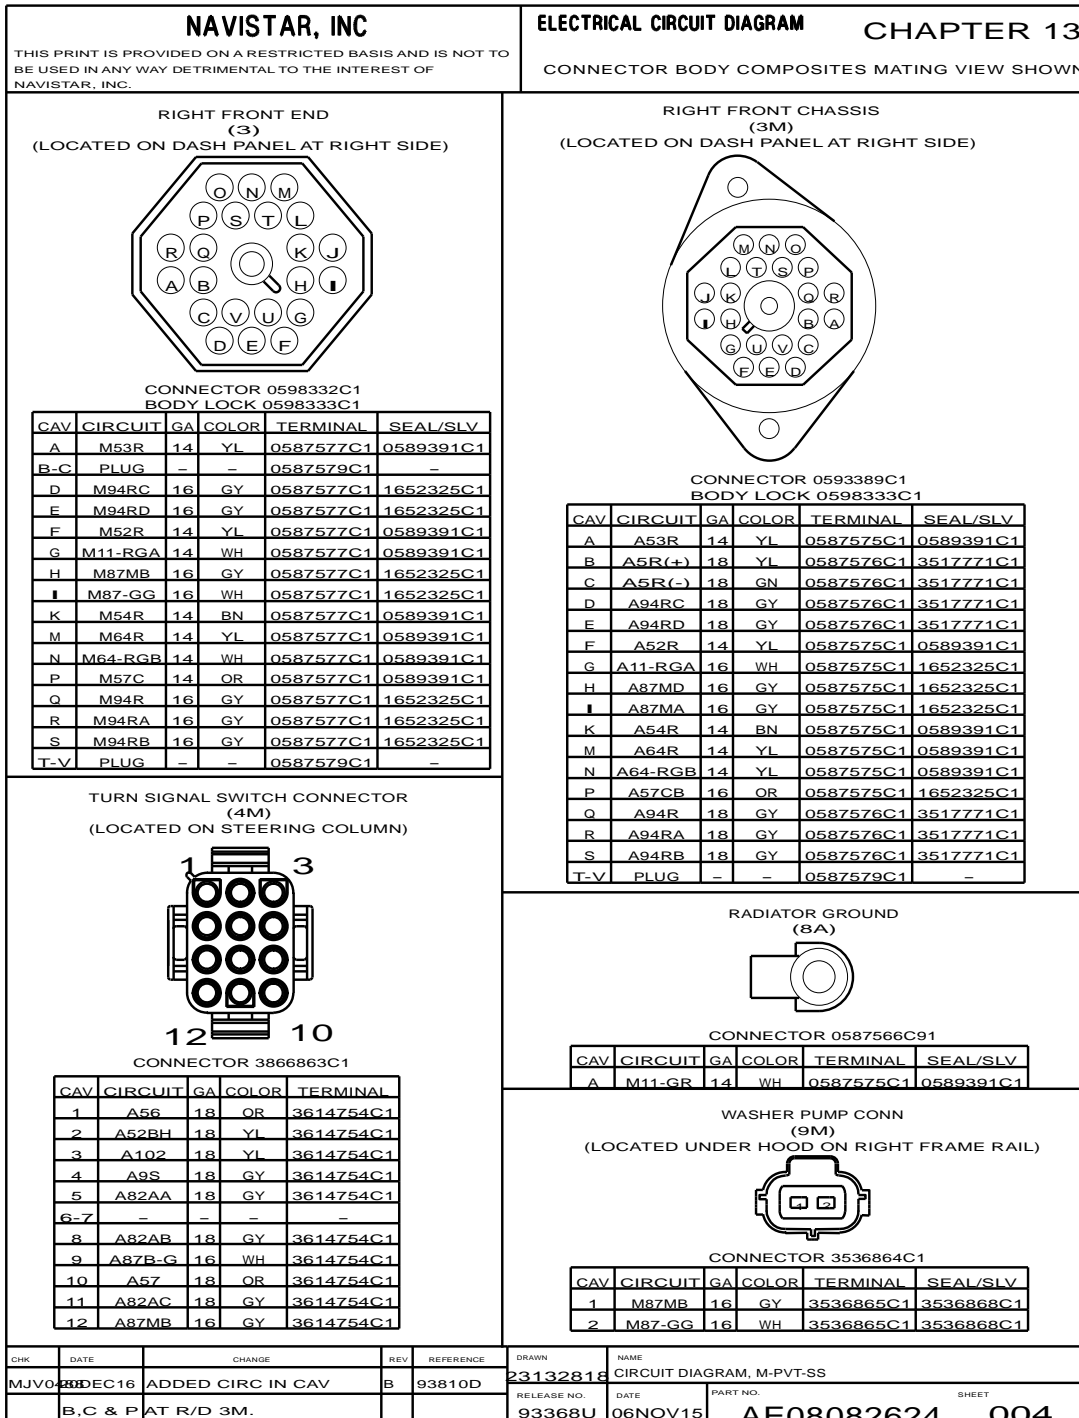 NAVISTAR, INC
THIS PRINT IS PROVIDED ON A RESTRICTED BASIS AND IS NOT TO
BE USED IN ANY WAY DETRIMENTAL TO THE INTEREST OF
NAVISTAR, INC.
ELECTRICAL CIRCUIT DIAGRAM
CHAPTER 13
CONNECTOR BODY COMPOSITES MATING VIEW SHOWN
RIGHT FRONT END
(3)
(LOCATED ON DASH PANEL AT RIGHT SIDE)
O N M
P S T L
R Q K J
A B H I
C V U G
D E F
CONNECTOR 0598332C1
BODY LOCK 0598333C1
CAV CIRCUIT GA COLOR TERMINAL SEAL/SLV
A M53R 14 YL 0587577C1 0589391C1
B-C PLUG – – 0587579C1 –
D M94RC 16 GY 0587577C1 1652325C1
E M94RD 16 GY 0587577C1 1652325C1
F M52R 14 YL 0587577C1 0589391C1
G M11-RGA 14 WH 0587577C1 0589391C1
H M87MB 16 GY 0587577C1 1652325C1
I M87-GG 16 WH 0587577C1 1652325C1
K M54R 14 BN 0587577C1 0589391C1
M M64R 14 YL 0587577C1 0589391C1
N M64-RGB 14 WH 0587577C1 0589391C1
P M57C 14 OR 0587577C1 0589391C1
Q M94R 16 GY 0587577C1 1652325C1
R M94RA 16 GY 0587577C1 1652325C1
S M94RB 16 GY 0587577C1 1652325C1
T-V PLUG – – 0587579C1 –
RIGHT FRONT CHASSIS
(3M)
(LOCATED ON DASH PANEL AT RIGHT SIDE)
M N O
L T S P
J K Q R
I H B A
G U V C
F E D
CONNECTOR 0593389C1
BODY LOCK 0598333C1
CAV CIRCUIT GA COLOR TERMINAL SEAL/SLV
A A53R 14 YL 0587575C1 0589391C1
B A5R(+) 18 YL 0587576C1 3517771C1
C A5R(-) 18 GN 0587576C1 3517771C1
D A94RC 18 GY 0587576C1 3517771C1
E A94RD 18 GY 0587576C1 3517771C1
F A52R 14 YL 0587575C1 0589391C1
G A11-RGA 16 WH 0587575C1 1652325C1
H A87MD 16 GY 0587575C1 1652325C1
I A87MA 16 GY 0587575C1 1652325C1
K A54R 14 BN 0587575C1 0589391C1
M A64R 14 YL 0587575C1 0589391C1
N A64-RGB 14 YL 0587575C1 0589391C1
P A57CB 16 OR 0587575C1 1652325C1
Q A94R 18 GY 0587576C1 3517771C1
R A94RA 18 GY 0587576C1 3517771C1
S A94RB 18 GY 0587576C1 3517771C1
T-V PLUG – – 0587579C1 –
TURN SIGNAL SWITCH CONNECTOR
(4M)
(LOCATED ON STEERING COLUMN)
1 3
12 10
CONNECTOR 3866863C1
CAV CIRCUIT GA COLOR TERMINAL
1 A56 18 OR 3614754C1
2 A52BH 18 YL 3614754C1
3 A102 18 YL 3614754C1
4 A9S 18 GY 3614754C1
5 A82AA 18 GY 3614754C1
6-7 – – – –
8 A82AB 18 GY 3614754C1
9 A87B-G 16 WH 3614754C1
10 A57 18 OR 3614754C1
11 A82AC 18 GY 3614754C1
12 A87MB 16 GY 3614754C1
RADIATOR GROUND
(8A)
CONNECTOR 0587566C91
CAV CIRCUIT GA COLOR TERMINAL SEAL/SLV
A M11-GR 14 WH 0587575C1 0589391C1
WASHER PUMP CONN
(9M)
(LOCATED UNDER HOOD ON RIGHT FRAME RAIL)
1 2
CONNECTOR 3536864C1
CAV CIRCUIT GA COLOR TERMINAL SEAL/SLV
1 M87MB 16 GY 3536865C1 3536868C1
2 M87-GG 16 WH 3536865C1 3536868C1
CHK DATE CHANGE REV REFERENCE
ADDED CIRC IN CAV B 93810D
B,C & P AT R/D 3M.
DRAWN
23132818
NAME
CIRCUIT DIAGRAM, M-PVT-SS
RELEASE NO.
93368U
DATE
06NOV15
PART NO.
AE08082624
SHEET
004